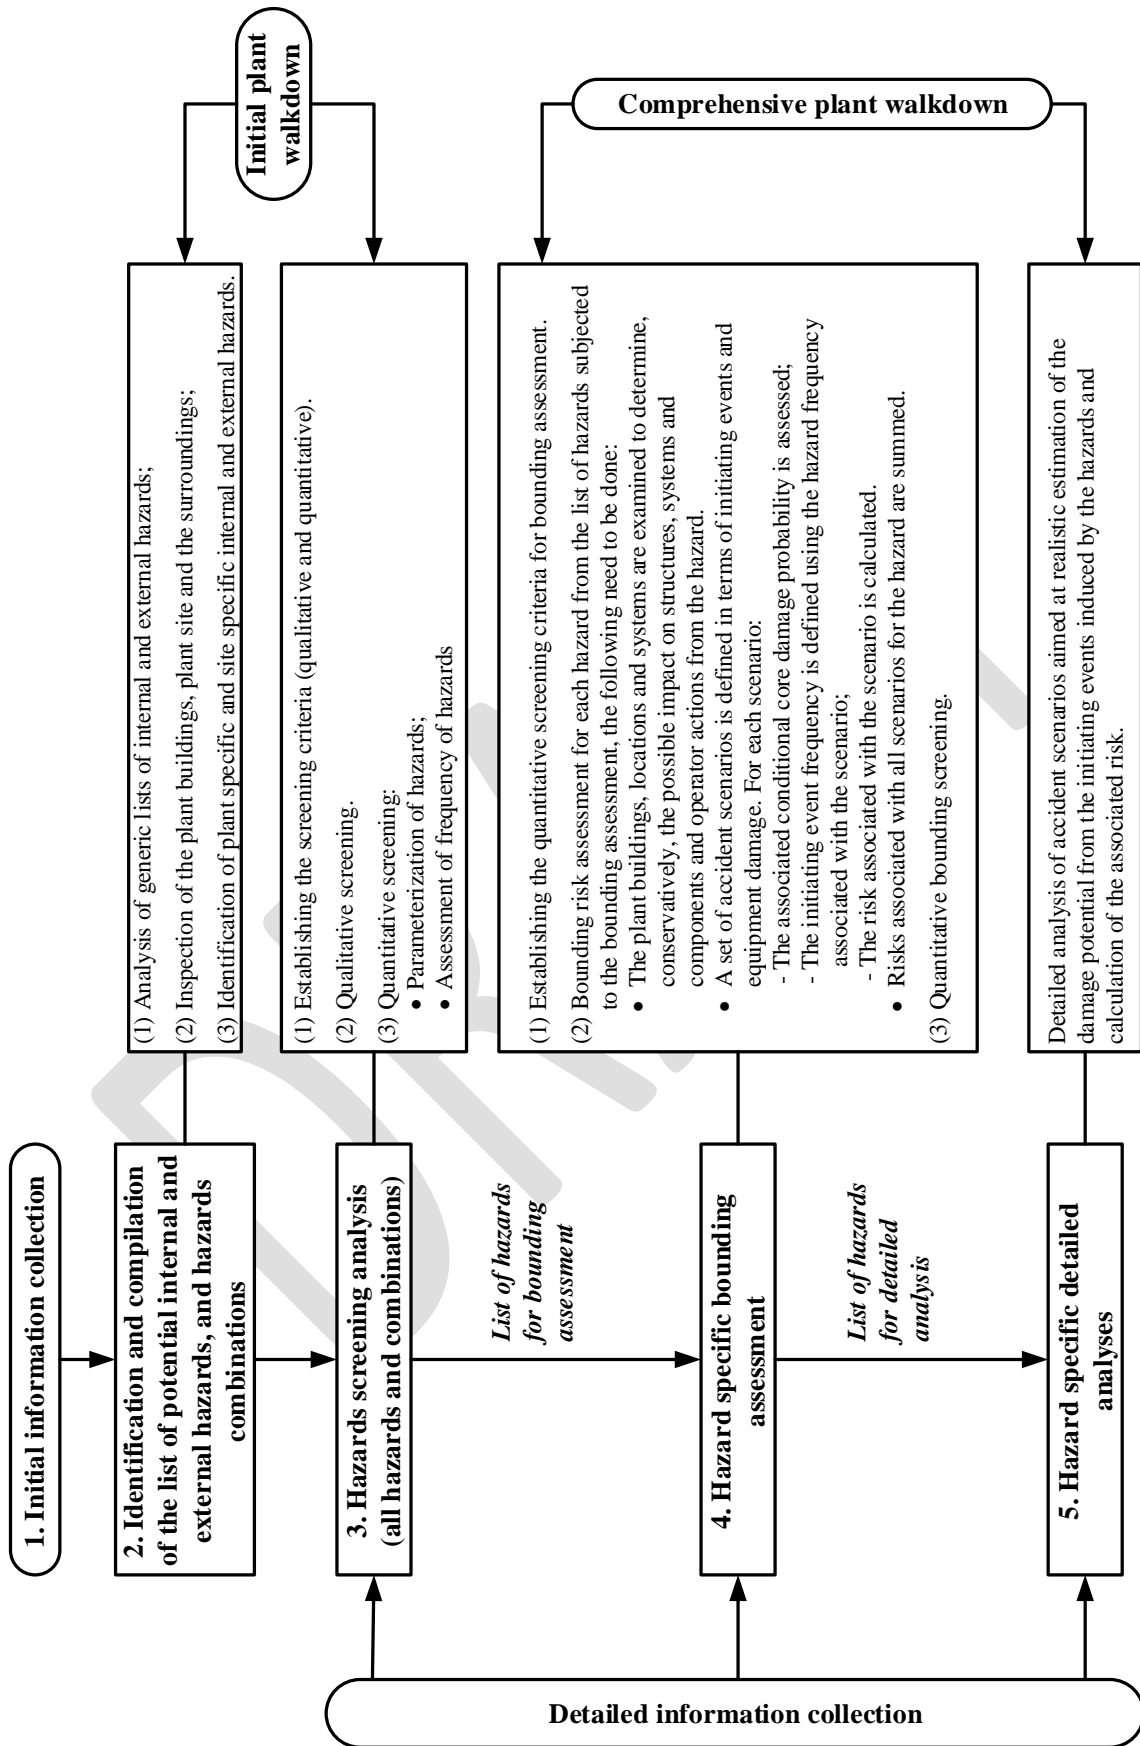 1. Initial information collection
2. Identification and compilation
of the list of potential internal and
external hazards, and hazards
combinations
(1) Analysis of generic lists of internal and external hazards;
(2) Inspection of the plant buildings, plant site and the surroundings;
(3) Identification of plant specific and site specific internal and external hazards.
Initial plant
walkdown
3. Hazards screening analysis
(all hazards and combinations)
(1) Establishing the screening criteria (qualitative and quantitative).
(2) Qualitative screening.
(3) Quantitative screening:
• Parameterization of hazards;
• Assessment of frequency of hazards
List of hazards
for bounding
assessment
4. Hazard specific bounding
assessment
(1) Establishing the quantitative screening criteria for bounding assessment.
(2) Bounding risk assessment for each hazard from the list of hazards subjected
to the bounding assessment, the following need to be done:
• The plant buildings, locations and systems are examined to determine,
conservatively, the possible impact on structures, systems and
components and operator actions from the hazard.
• A set of accident scenarios is defined in terms of initiating events and
equipment damage. For each scenario:
- The associated conditional core damage probability is assessed;
- The initiating event frequency is defined using the hazard frequency
associated with the scenario;
- The risk associated with the scenario is calculated.
• Risks associated with all scenarios for the hazard are summed.
(3) Quantitative bounding screening.
Comprehensive plant walkdown
List of hazards
for detailed
analysis
5. Hazard specific detailed
analyses
Detailed analysis of accident scenarios aimed at realistic estimation of the
damage potential from the initiating events induced by the hazards and
calculation of the associated risk.
Detailed information collection
DRAFT